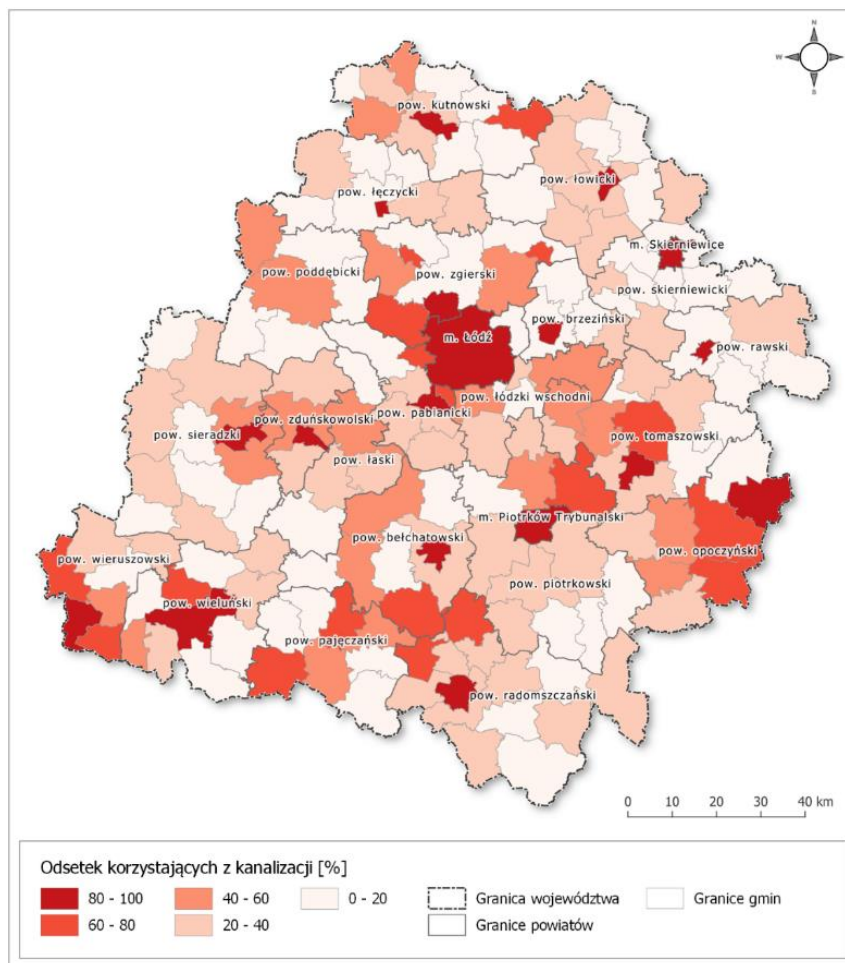 N
W E
S
pow. kutnowski
pow. łęczycki
pow. łowicki
m. Skierniewice
pow. poddębicki
pow. zgierski
pow. skierniewicki
pow. brzeziński
m. Łódź
pow. rawski
pow. łódzki wschodni
pow. pabianicki
pow. zduńskowolski
pow. sieradzki
pow. tomaszowski
pow. łaski
m. Piotrków Trybunalski
pow. bełchatowski
pow. opoczyński
pow. wieruszowski
pow. piotrkowski
pow. wieluński
pow. pajęczański
pow. radomszczański
0 10 20 30 40 km
Odsetek korzystających z kanalizacji [%]
80 - 100 40 - 60 0 - 20 Granica województwa Granice gmin
60 - 80 20 - 40 Granice powiatów